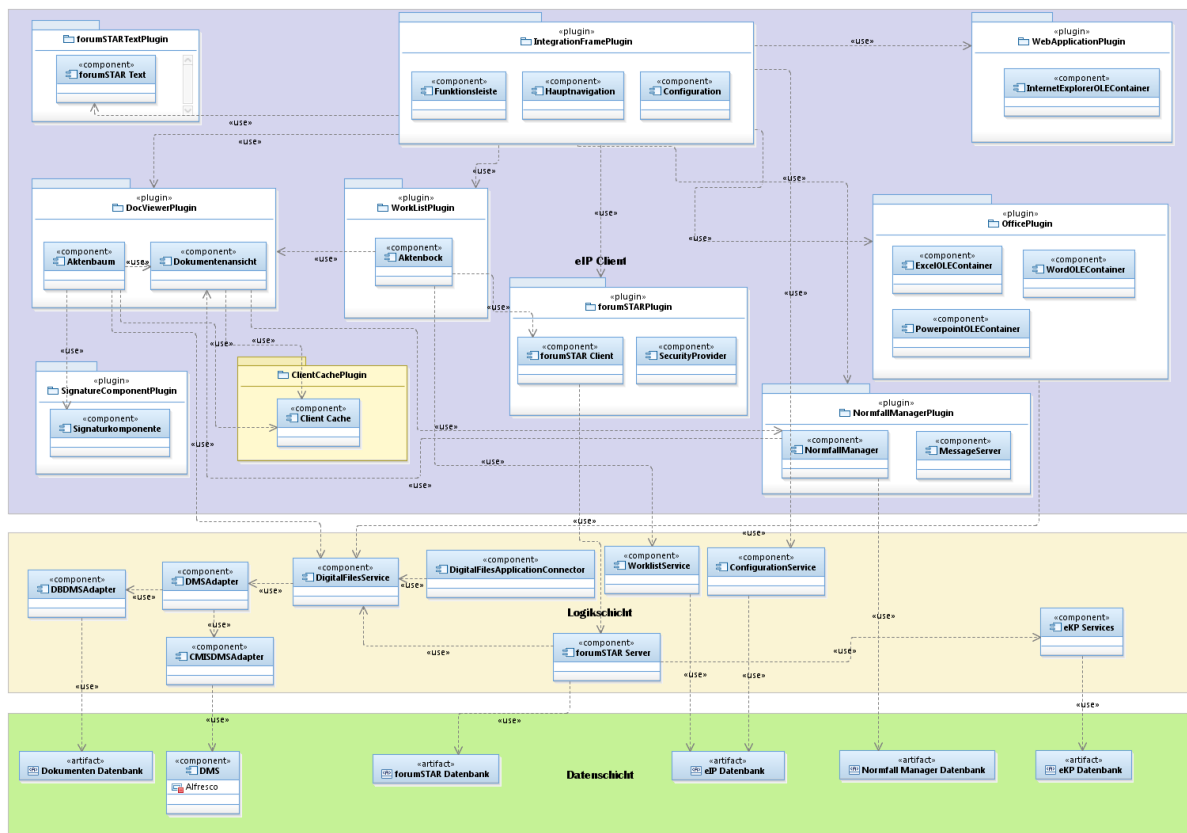 forumSTARTextPlugin
«component»
forumSTAR Text
«plugin»
IntegrationFramePlugin
«component»
Funktionsleiste
«component»
Hauptnavigation
«component»
Configuration
«use»
«plugin»
WebApplicationPlugin
«component»
InternetExplorerOLEContainer
«use»
«use»
«use»
«use»
«use»
«use»
«use»
«plugin»
DocViewerPlugin
«component»
Aktenbaum
«use»
«component»
Dokumentenansicht
«use»
«plugin»
WorkListPlugin
«component»
Aktenbock
«use»
eIP Client
«plugin»
OfficePlugin
«component»
ExcelOLEContainer
«component»
WordOLEContainer
«component»
PowerpointOLEContainer
«plugin»
forumSTARPlugin
«component»
forumSTAR Client
«component»
SecurityProvider
«use»
«use»
«use»
«use»
«plugin»
SignatureComponentPlugin
«component»
Signaturkomponente
ClientCachePlugin
«component»
Client Cache
«use»
«use»
«use»
«use»
«plugin»
NormfallManagerPlugin
«component»
NormfallManager
«component»
MessageServer
«use»
«use»
«component»
DBDMSAdapter
«use»
«component»
DMSAdapter
«use»
«component»
DigitalFilesService
«use»
«component»
DigitalFilesApplicationConnector
«component»
WorklistService
«component»
ConfigurationService
Logikschicht
«use»
«use»
«component»
CMISDMSAdapter
«use»
«component»
forumSTAR Server
«use»
«component»
eKP Services
«use»
«use»
«use»
«use»
«use»
«use»
«artifact»
Dokumenten Datenbank
«component»
DMS
Alfresco
«artifact»
forumSTAR Datenbank
Datenschicht
«artifact»
eIP Datenbank
«artifact»
Normfall Manager Datenbank
«artifact»
eKP Datenbank